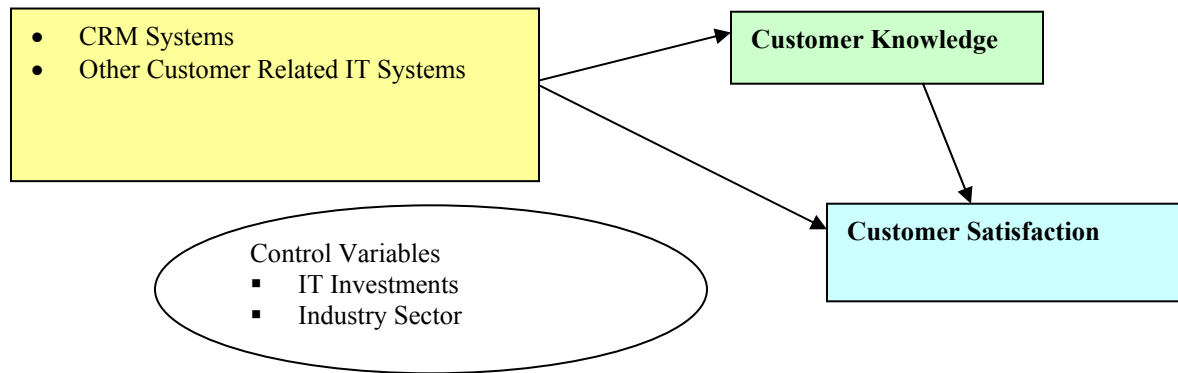 • CRM Systems
• Other Customer Related IT Systems
Customer Knowledge
Customer Satisfaction
Control Variables
▪ IT Investments
▪ Industry Sector